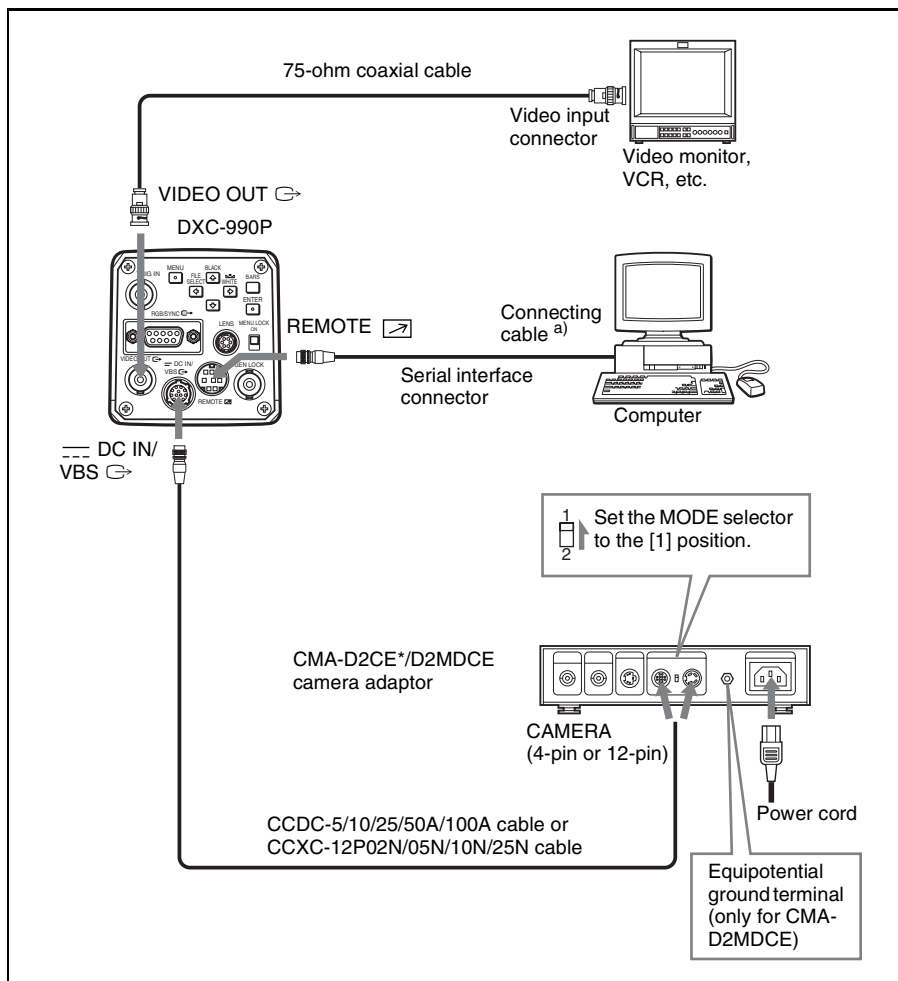 75-ohm coaxial cable
Video input
connector
Video monitor,
VCR, etc.
VIDEO OUT
DXC-990P
IG IN
MENU
BLACK
FILE
SELECT
WHITE
BARS
ENTER
RGB/SYNC
LENS
MENU LOCK
ON
VIDEO OUT
DC IN/
VBS
GEN LOCK
REMOTE
REMOTE
Connecting
cable a)
Serial interface
connector
Computer
DC IN/
VBS
1
2
Set the MODE selector
to the [1] position.
CMA-D2CE*/D2MDCE
camera adaptor
CAMERA
(4-pin or 12-pin)
Power cord
CCDC-5/10/25/50A/100A cable or
CCXC-12P02N/05N/10N/25N cable
Equipotential
ground terminal
(only for CMA-
D2MDCE)